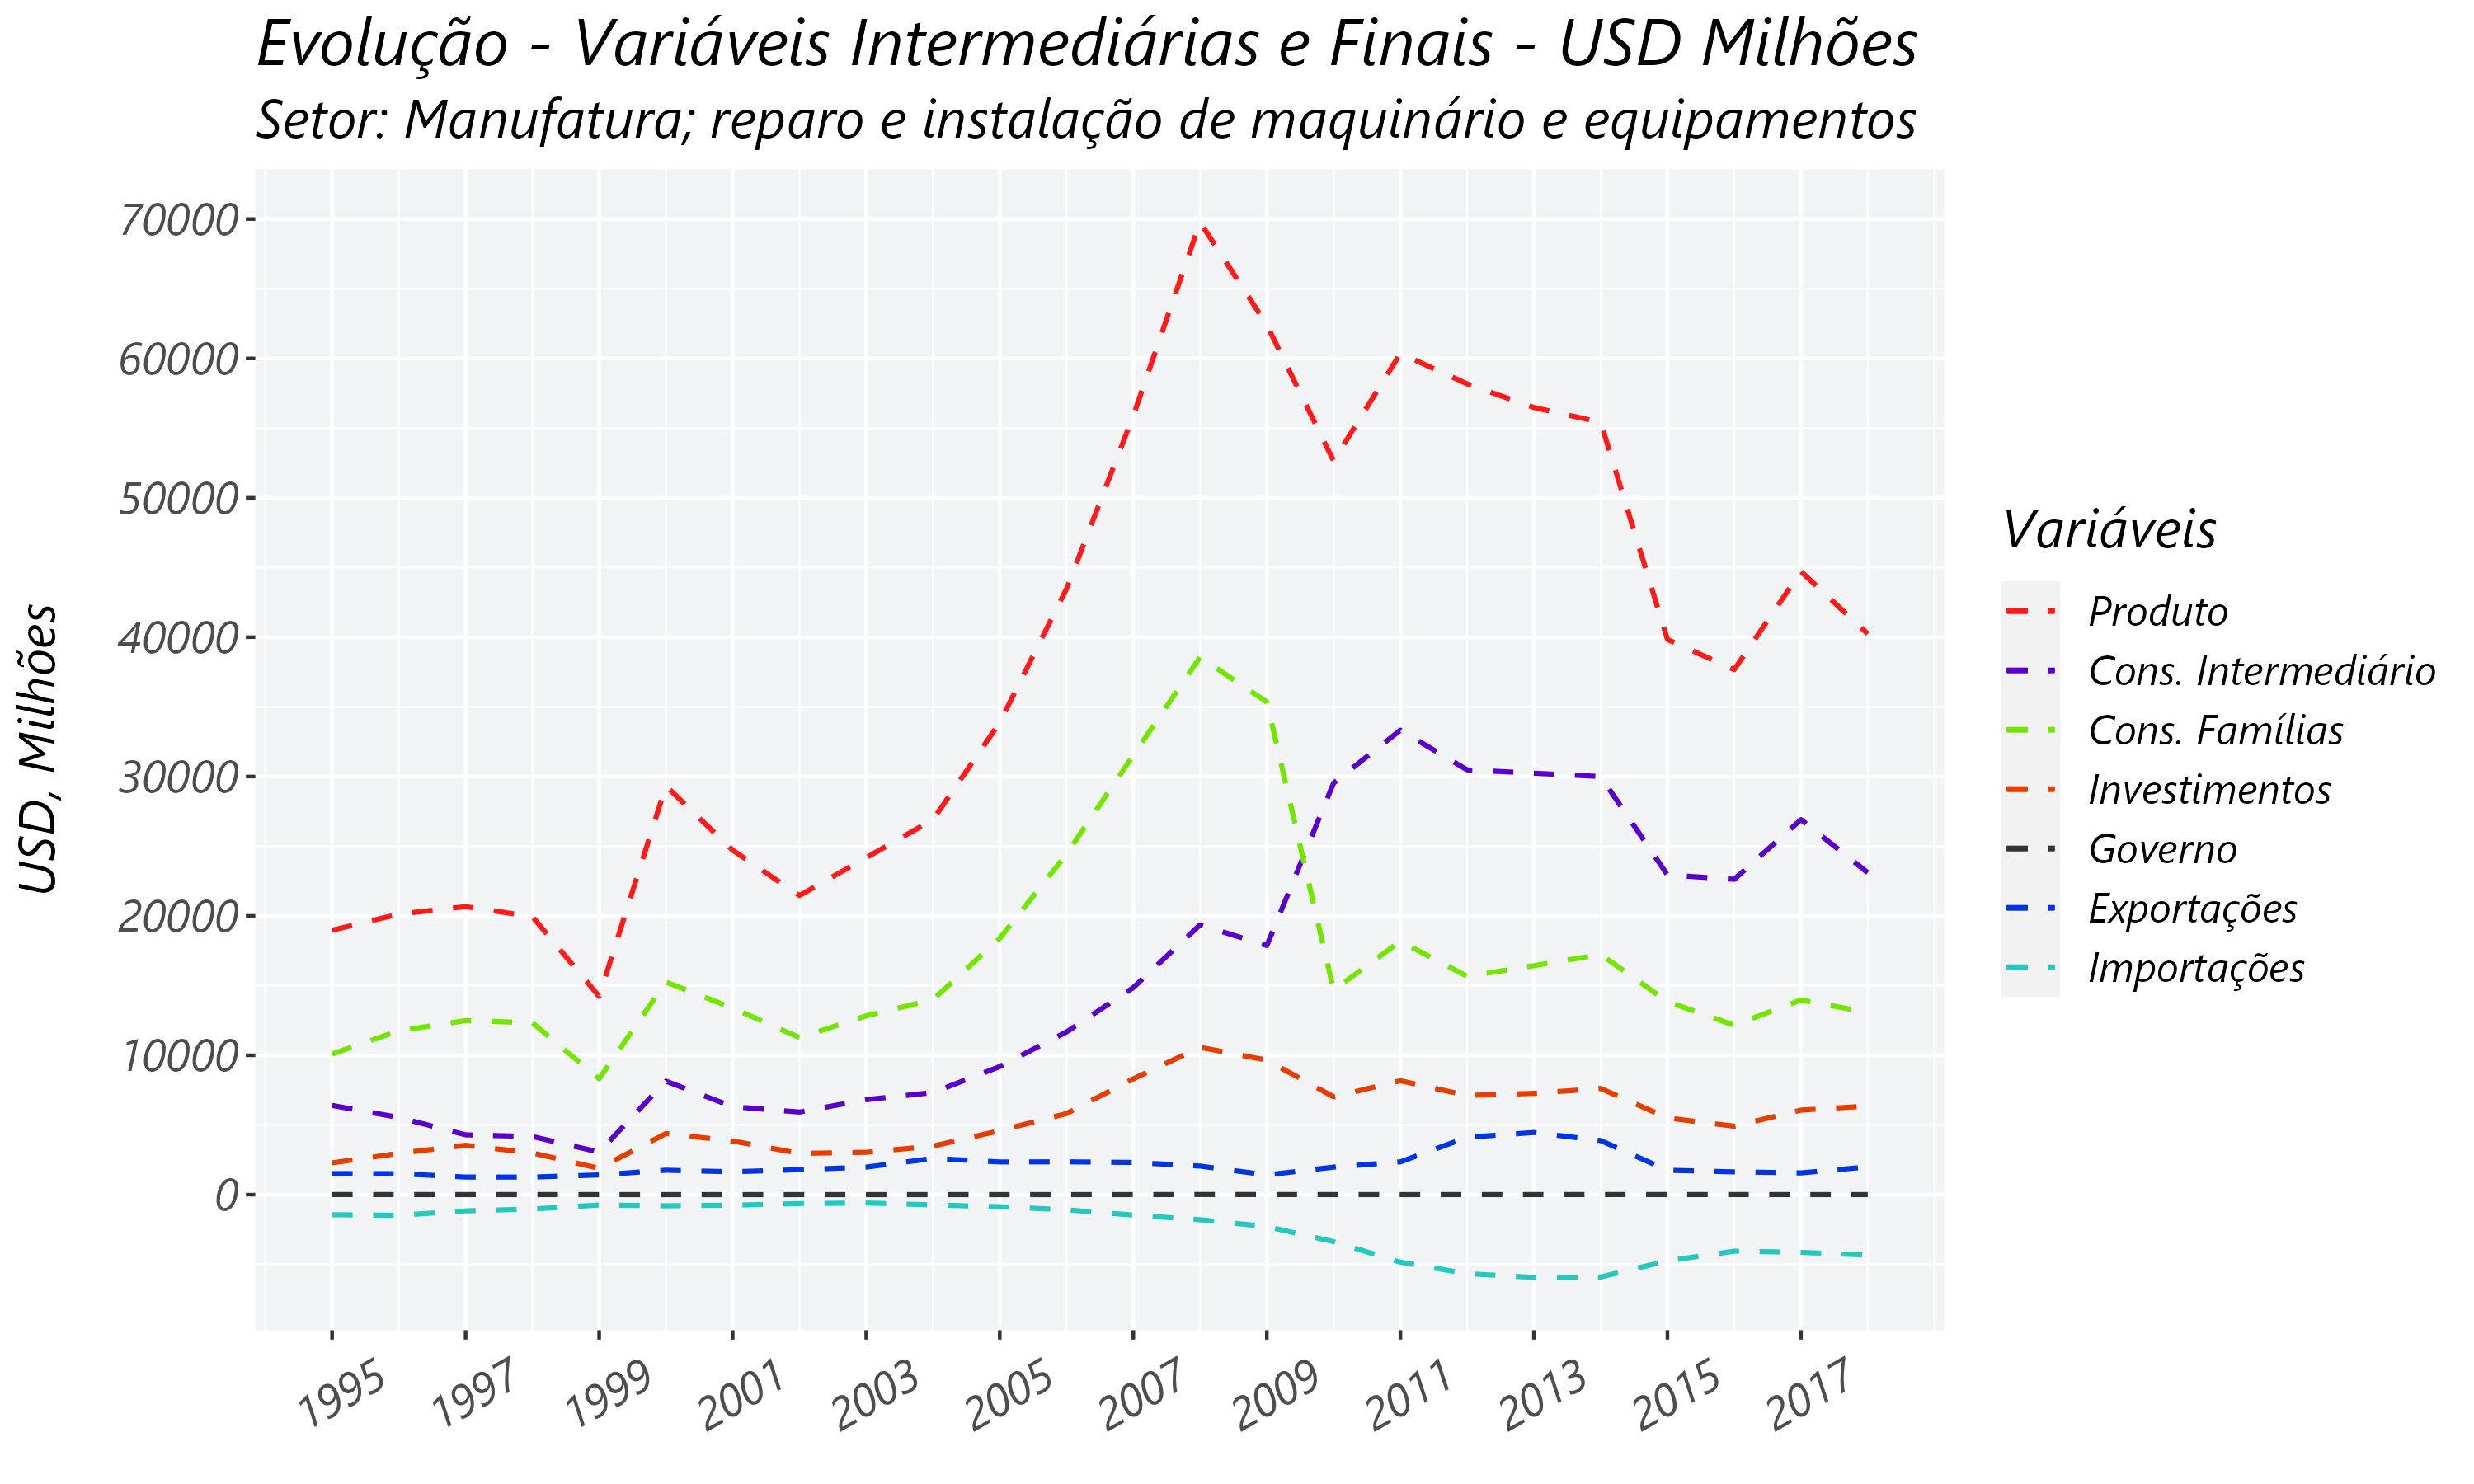 Evolução - Variáveis Intermediárias e Finais - USD Milhões
Setor: Manufatura; reparo e instalação de maquinário e equipamentos
USD, Milhões
70000
60000
50000
40000
30000
20000
10000
0
1995
1997
1999
2001
2003
2005
2007
2009
2011
2013
2015
2017
Variáveis
Produto
Cons. Intermediário
Cons. Famílias
Investimentos
Governo
Exportações
Importações